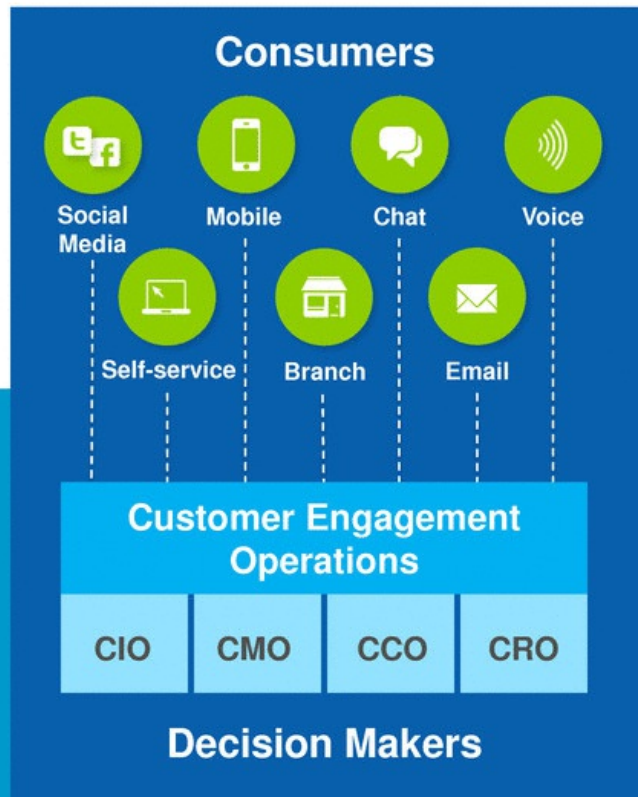 Consumers
Social
Media
Mobile
Chat
Voice
Self-service
Branch
Email
Customer Engagement
Operations
CIO
CMO
CCO
CRO
Decision Makers